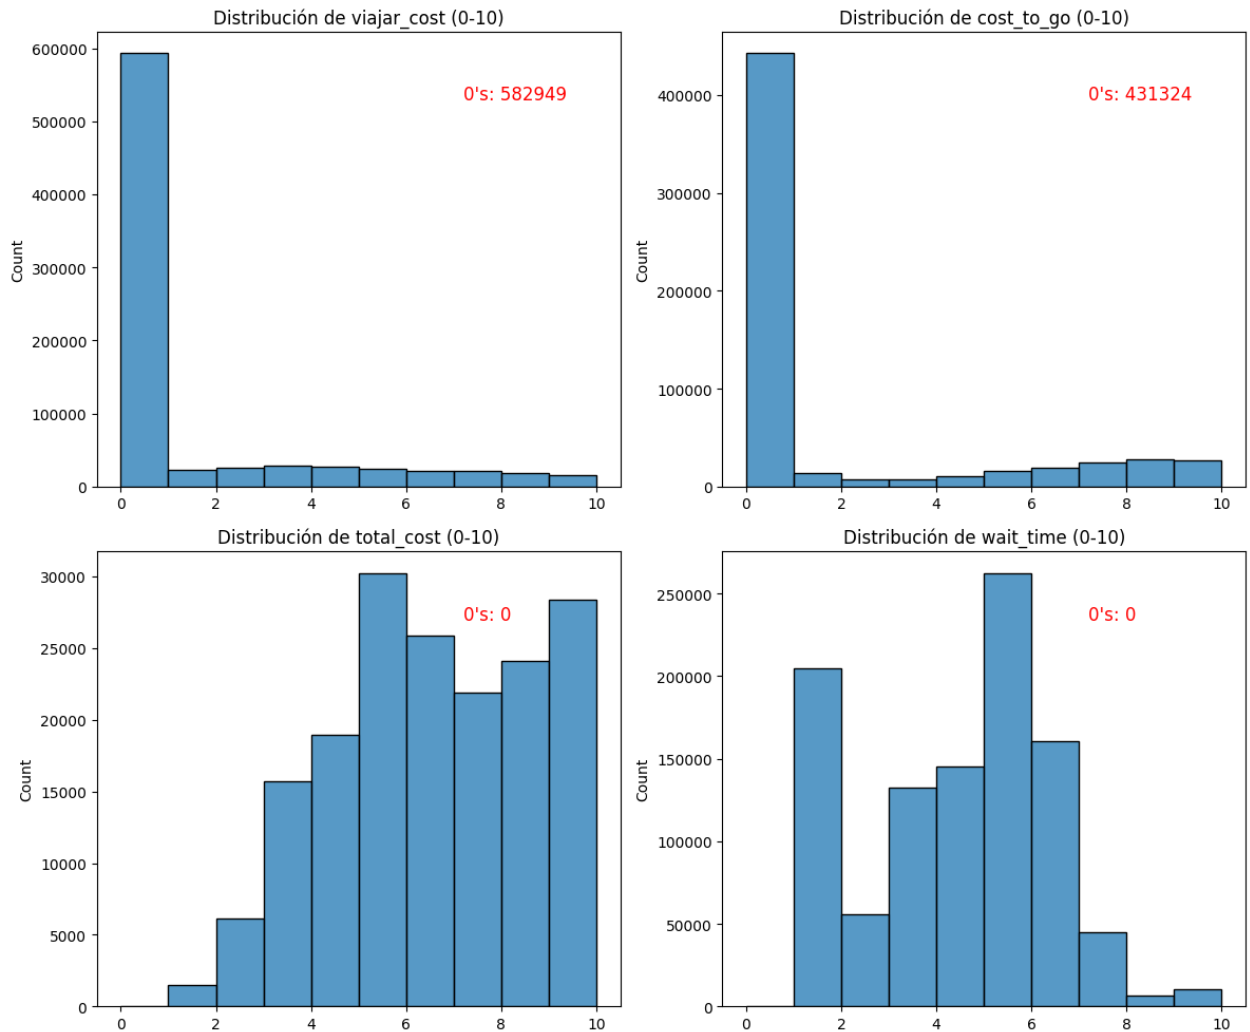 Distribución de viajar_cost (0-10)
600000
500000
400000
300000
200000
100000
0
Count
0's: 582949
0 2 4 6 8 10
Distribución de cost_to_go (0-10)
400000
300000
200000
100000
0
Count
0's: 431324
0 2 4 6 8 10
Distribución de total_cost (0-10)
30000
25000
20000
15000
10000
5000
0
Count
0's: 0
0 2 4 6 8 10
Distribución de wait_time (0-10)
250000
200000
150000
100000
50000
0
Count
0's: 0
0 2 4 6 8 10